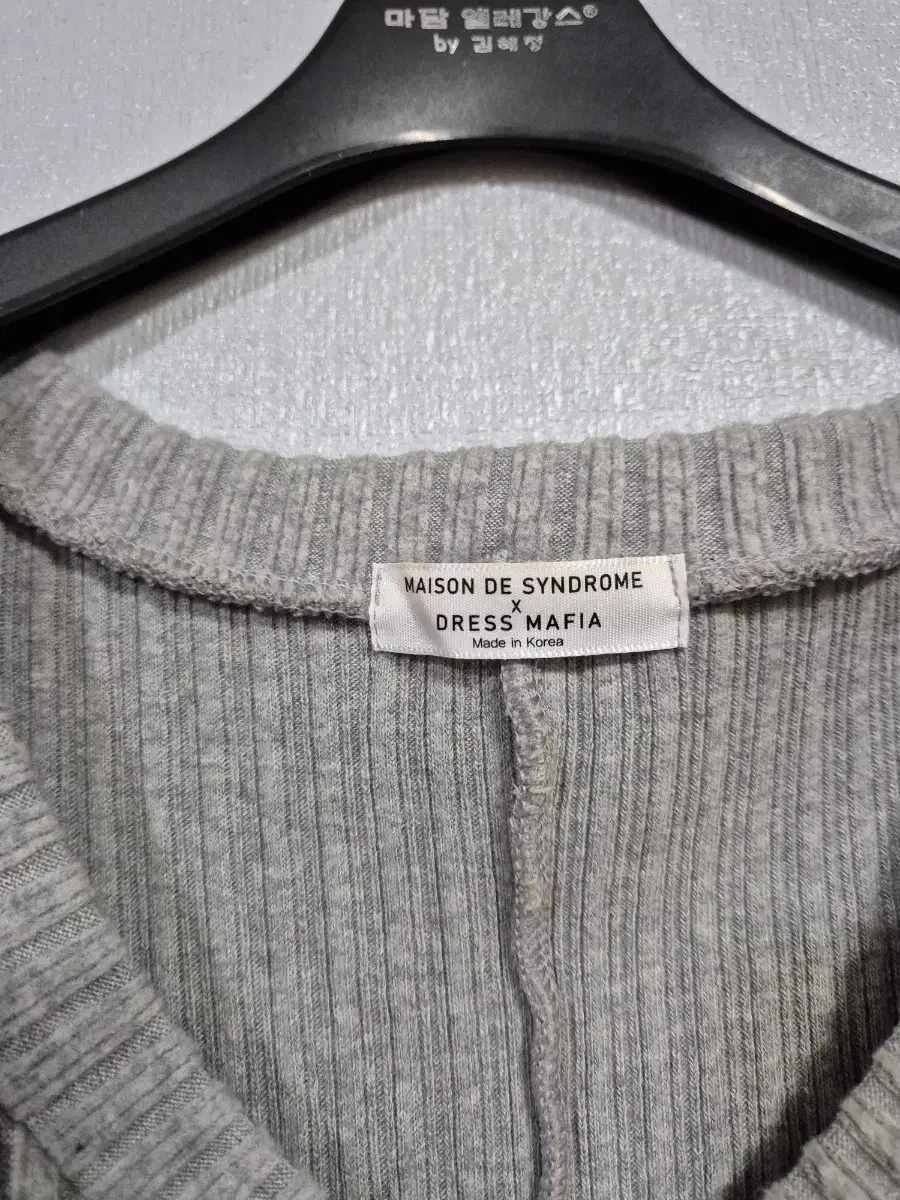 마담 엘레강스®
by 김혜정
MAISON DE SYNDROME
X
DRESS MAFIA
Made in Korea